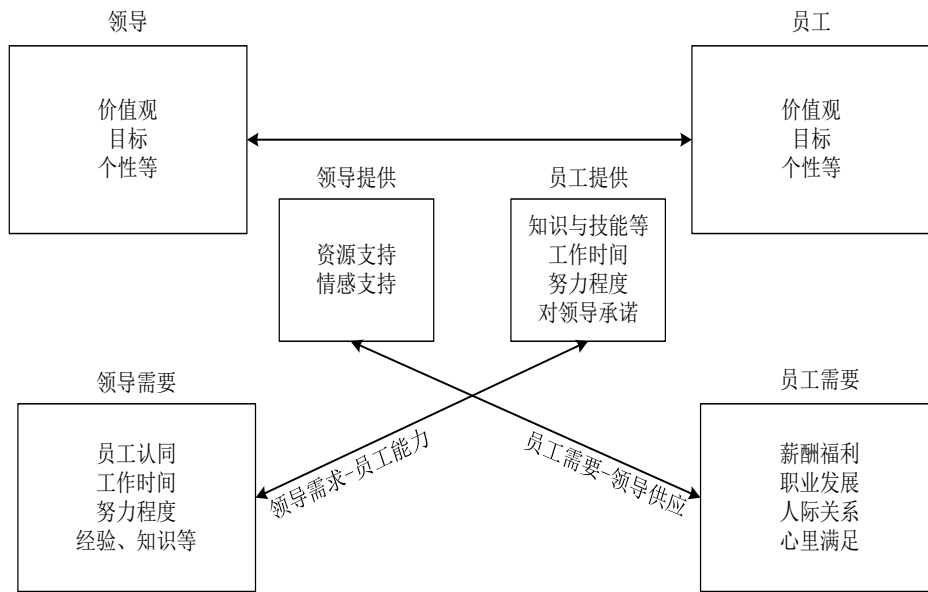 领导
员工
价值观
目标
个性等
价值观
目标
个性等
领导提供
员工提供
资源支持
情感支持
知识与技能等
工作时间
努力程度
对领导承诺
领导需要
员工需要
员工认同
工作时间
努力程度
经验、知识等
领导需求-员工能力
员工需要-领导供应
薪酬福利
职业发展
人际关系
心里满足